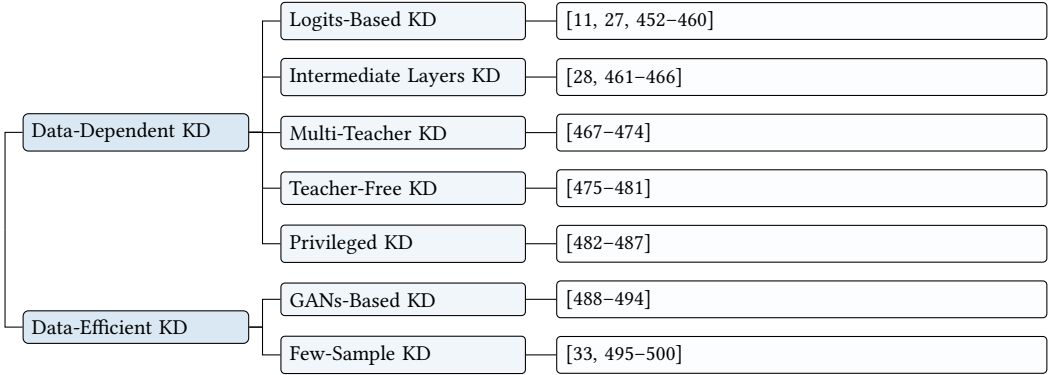 Data-Dependent KD
Logits-Based KD
[11, 27, 452–460]
Intermediate Layers KD
[28, 461–466]
Multi-Teacher KD
[467–474]
Teacher-Free KD
[475–481]
Privileged KD
[482–487]
Data-Efficient KD
GANs-Based KD
[488–494]
Few-Sample KD
[33, 495–500]